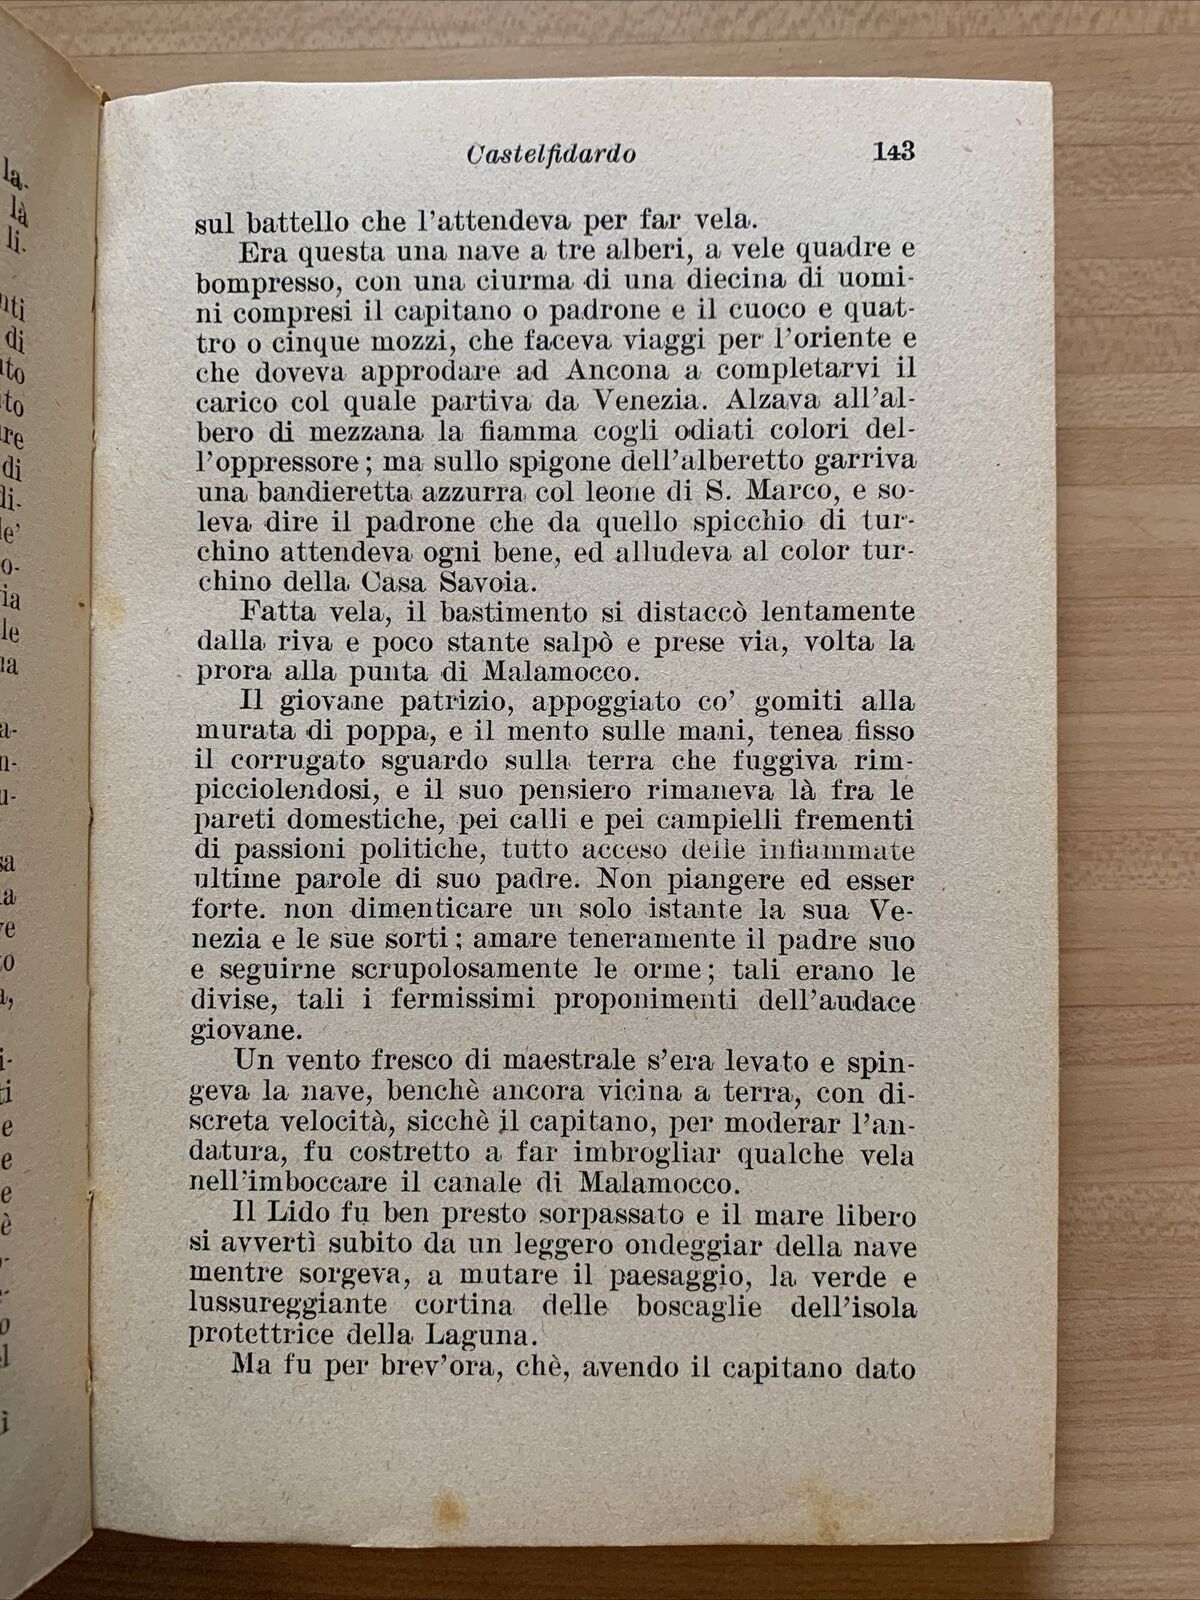 la-
là
li-
nti
di
to
re
di
di-
le'
o-
ia
le
a-
n-
u-
sa
a
o
a,
i-
ti
e
e
e
è
o
i
Castelfidardo 143
sul battello che l'attendeva per far vela.
Era questa una nave a tre alberi, a vele quadre e
bompresso, con una ciurma di una diecina di uomi-
ni compresi il capitano o padrone e il cuoco e quat-
tro o cinque mozzi, che faceva viaggi per l'oriente e
che doveva approdare ad Ancona a completarvi il
carico col quale partiva da Venezia. Alzava all'al-
bero di mezzana la fiamma cogli odiati colori del-
l'oppressore; ma sullo spigone dell'alberetto garriva
una bandieretta azzurra col leone di S. Marco, e so-
leva dire il padrone che da quello spicchio di tur-
chino attendeva ogni bene, ed alludeva al color tur-
chino della Casa Savoia.
Fatta vela, il bastimento si distaccò lentamente
dalla riva e poco stante salpò e prese via, volta la
prora alla punta di Malamocco.
Il giovane patrizio, appoggiato co' gomiti alla
murata di poppa, e il mento sulle mani, tenea fisso
il corrugato sguardo sulla terra che fuggiva rim-
picciolendosi, e il suo pensiero rimaneva là fra le
pareti domestiche, pei calli e pei campielli frementi
di passioni politiche, tutto acceso delle infiammate
ultime parole di suo padre. Non piangere ed esser
forte. non dimenticare un solo istante la sua Ve-
nezia e le sue sorti; amare teneramente il padre suo
e seguirne scrupolosamente le orme; tali erano le
divise, tali i fermissimi proponimenti dell'audace
giovane.
Un vento fresco di maestrale s'era levato e spin-
geva la nave, benchè ancora vicina a terra, con di-
screta velocità, sicchè il capitano, per moderar l'an-
datura, fu costretto a far imbrogliar qualche vela
nell'imboccare il canale di Malamocco.
Il Lido fu ben presto sorpassato e il mare libero
si avvertì subito da un leggero ondeggiar della nave
mentre sorgeva, a mutare il paesaggio, la verde e
lussureggiante cortina delle boscaglie dell'isola
protettrice della Laguna.
Ma fu per brev'ora, chè, avendo il capitano dato